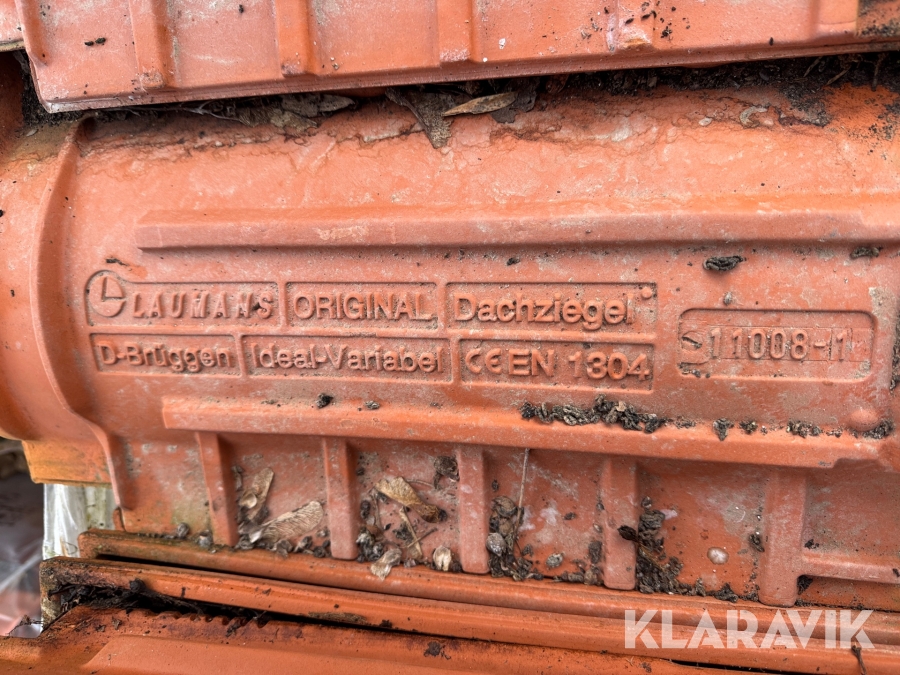 LAUMANS ORIGINAL Dachziegel
D-Brüggen Ideal-Variabel CE EN 1304
11008-1
KLARAVIK